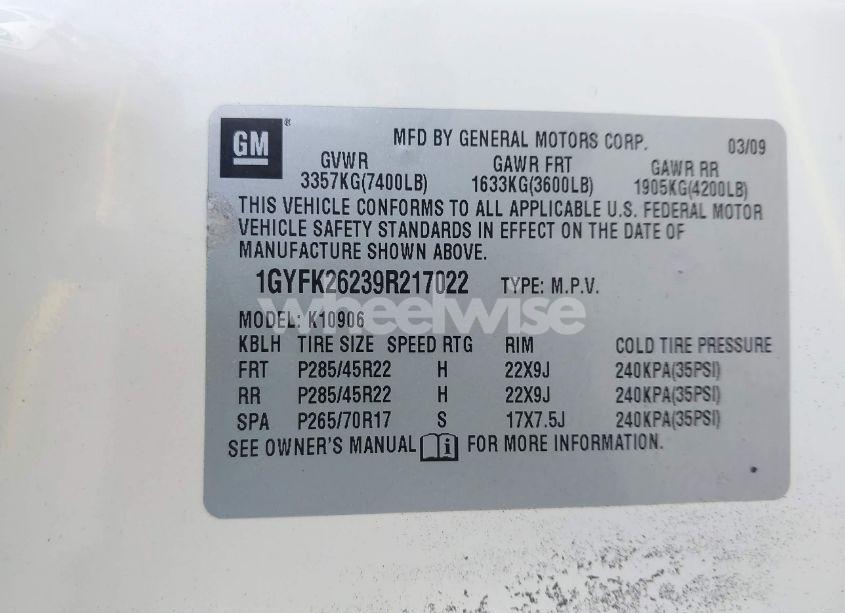 GM ®
MFD BY GENERAL MOTORS CORP. 03/09
GVWR GAWR FRT GAWR RR
3357KG(7400LB) 1633KG(3600LB) 1905KG(4200LB)
THIS VEHICLE CONFORMS TO ALL APPLICABLE U.S. FEDERAL MOTOR
VEHICLE SAFETY STANDARDS IN EFFECT ON THE DATE OF
MANUFACTURE SHOWN ABOVE.
1GYFK26239R217022 TYPE: M.P.V.
wheelwise
MODEL: K10906
KBLH TIRE SIZE SPEED RTG RIM COLD TIRE PRESSURE
FRT P285/45R22 H 22X9J 240KPA(35PSI)
RR P285/45R22 H 22X9J 240KPA(35PSI)
SPA P265/70R17 S 17X7.5J 240KPA(35PSI)
SEE OWNER'S MANUAL i FOR MORE INFORMATION.